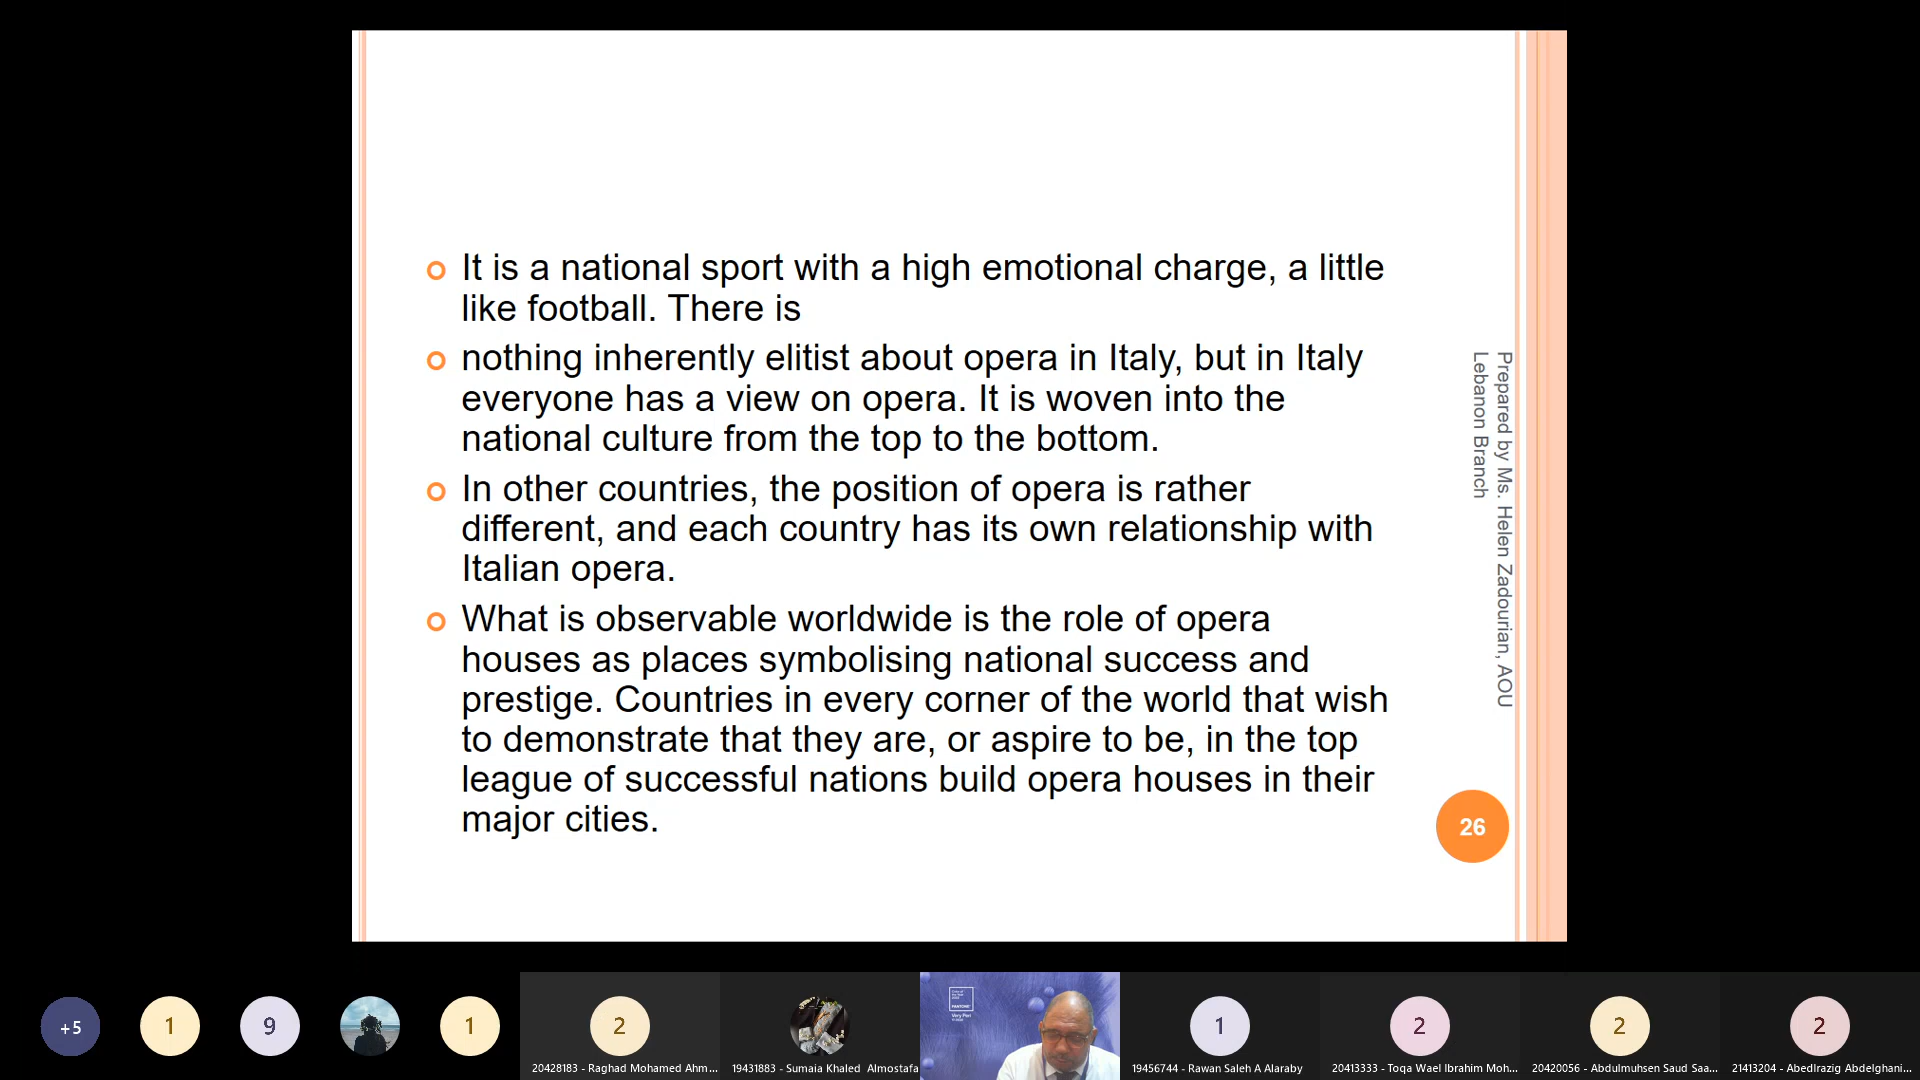 It is a national sport with a high emotional charge, a little
like football. There is
nothing inherently elitist about opera in Italy, but in Italy
everyone has a view on opera. It is woven into the
national culture from the top to the bottom.
In other countries, the position of opera is rather
different, and each country has its own relationship with
Italian opera.
What is observable worldwide is the role of opera
houses as places symbolising national success and
prestige. Countries in every corner of the world that wish
to demonstrate that they are, or aspire to be, in the top
league of successful nations build opera houses in their
major cities.
Prepared by Ms. Helen Zadourian, AOU
Lebanon Branch
26
+5
1
9
1
2
1
2
2
2
PANTONE
Very Peri
20428183 - Raghad Mohamed Ahm...
19431883 - Sumaia Khaled Almostafa
19456744 - Rawan Saleh A Alaraby
20413333 - Toqa Wael Ibrahim Moh...
20420056 - Abdulmuhsen Saud Saa...
21413204 - Abedlrazig Abdelghani...